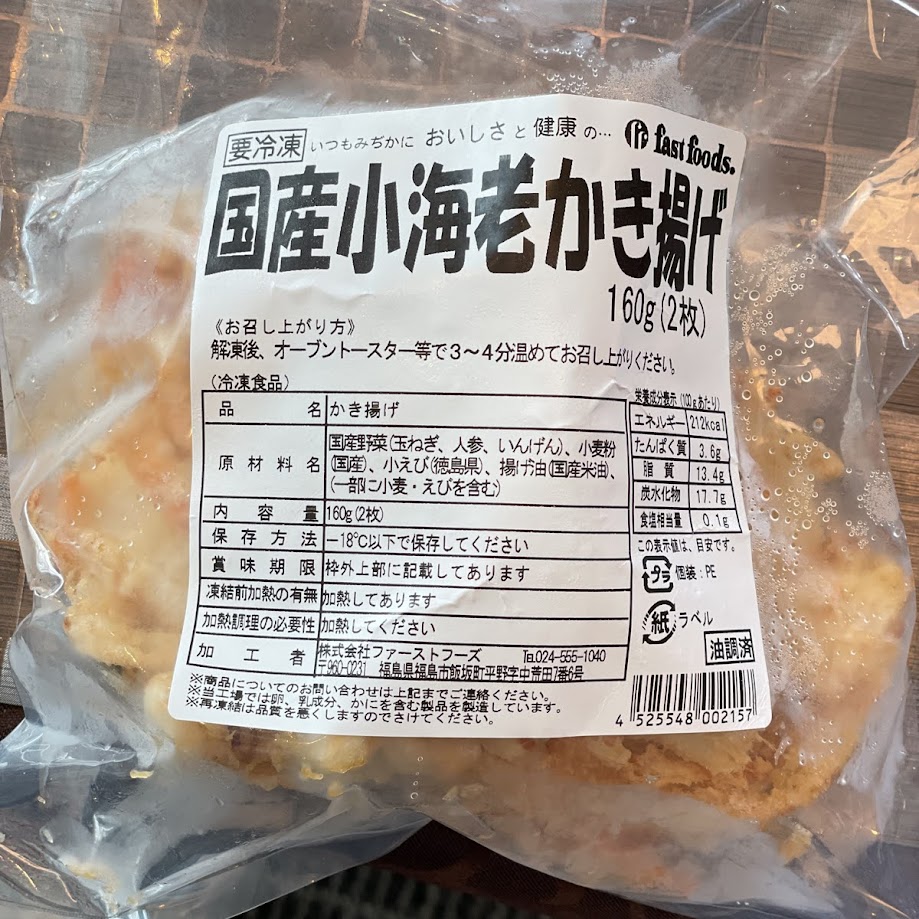 要冷凍 いつもみぢかに おいしさと健康の… fast foods.
国産小海老かき揚げ
160g(2枚)
《お召し上がり方》
解凍後、オーブントースター等で3～4分温めてお召し上がりください。
(冷凍食品)
品名 かき揚げ
原材料名 国産野菜(玉ねぎ、人参、いんげん)、小麦粉
(国産)、小えび(徳島県)、揚げ油(国産米油)、
(一部に小麦・えびを含む)
内容量 160g(2枚)
保存方法 －18℃以下で保存してください
賞味期限 枠外上部に記載してあります
凍結前加熱の有無 加熱してあります
加熱調理の必要性 加熱してください
加工者 株式会社ファーストフーズ TEL024-555-1040
〒960-0231 福島県福島市飯坂町平野字中荒田7番6号
※商品についてのお問い合わせは上記までご連絡ください。
※当工場では卵、乳成分、かにを含む製品を製造しています。
※再凍結は品質を悪くしますのでさけてください。
栄養成分表示(100gあたり)
エネルギー 212kcal
たんぱく質 3.6g
脂質 13.4g
炭水化物 17.7g
食塩相当量 0.1g
この表示値は、目安です。
プラ 個装:PE
紙 ラベル
油調済
4 525548 002157